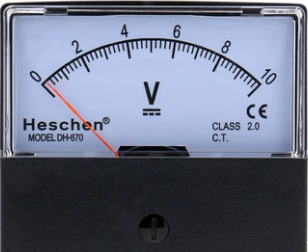 0 2 4 6 8 10
V
CE
Heschen®
CLASS 2.0
MODEL DH-670
C.T.